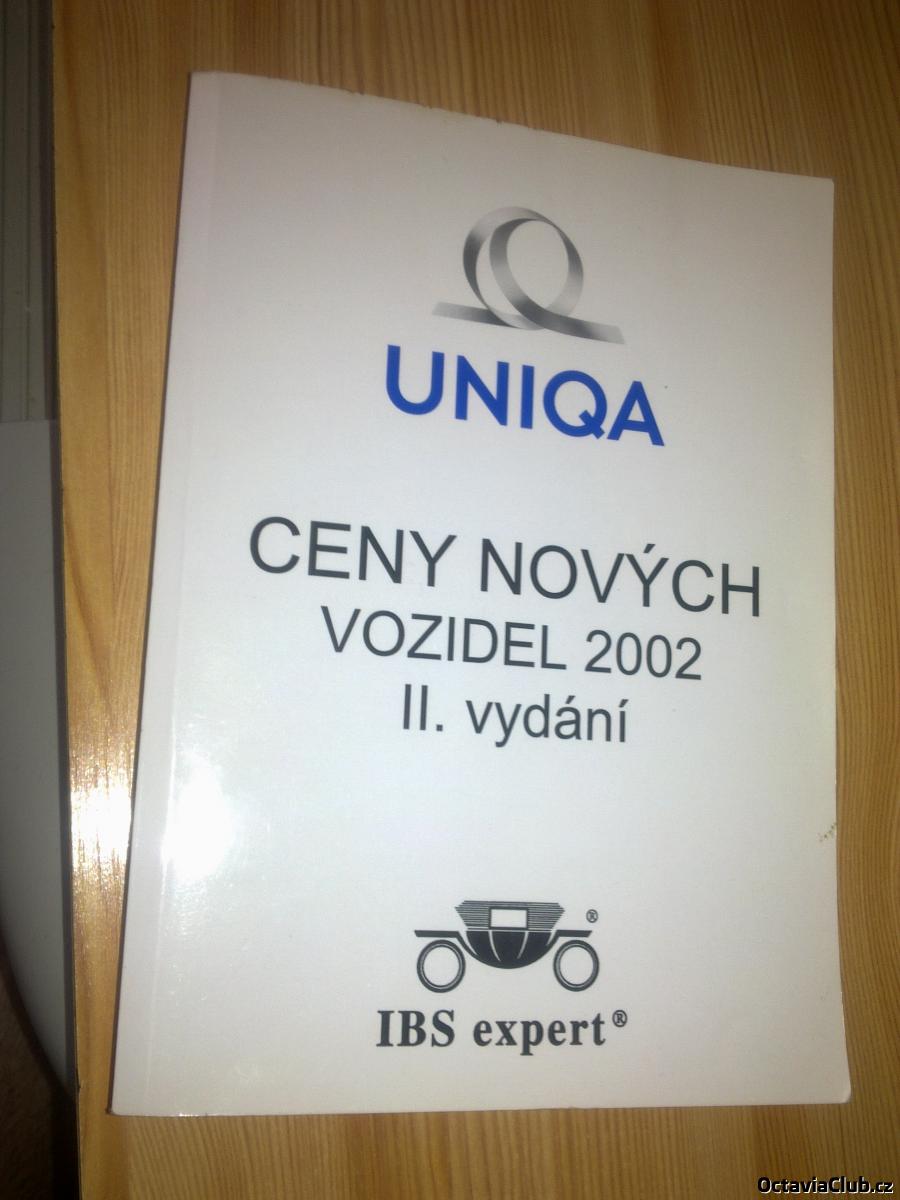 UNIQA
CENY NOVÝCH
VOZIDEL 2002
II. vydání
®
IBS expert®
OctaviaClub.cz